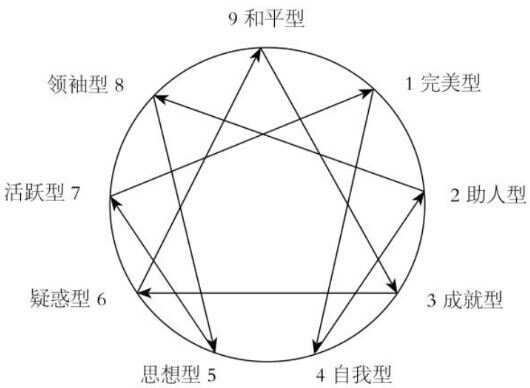 9 和平型
领袖型 8
1 完美型
活跃型 7
2 助人型
疑惑型 6
3 成就型
思想型 5
4 自我型